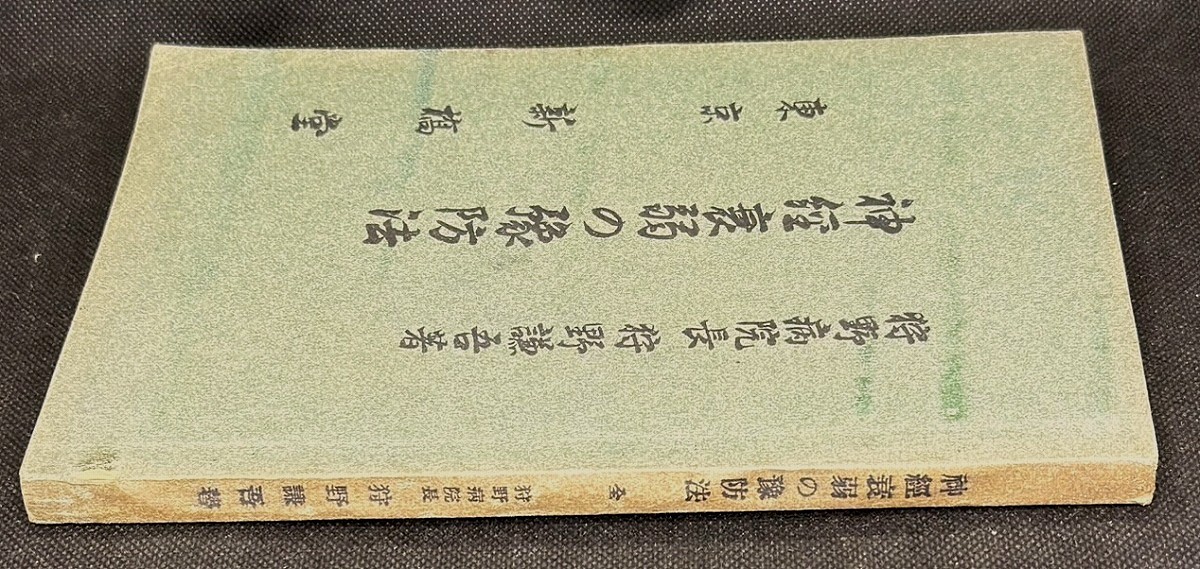 狩野病院長 狩野謙吾著
神経衰弱の豫防法
東京 新橋堂
神經衰弱の豫防法 全 狩野病院長 狩野謙吾著